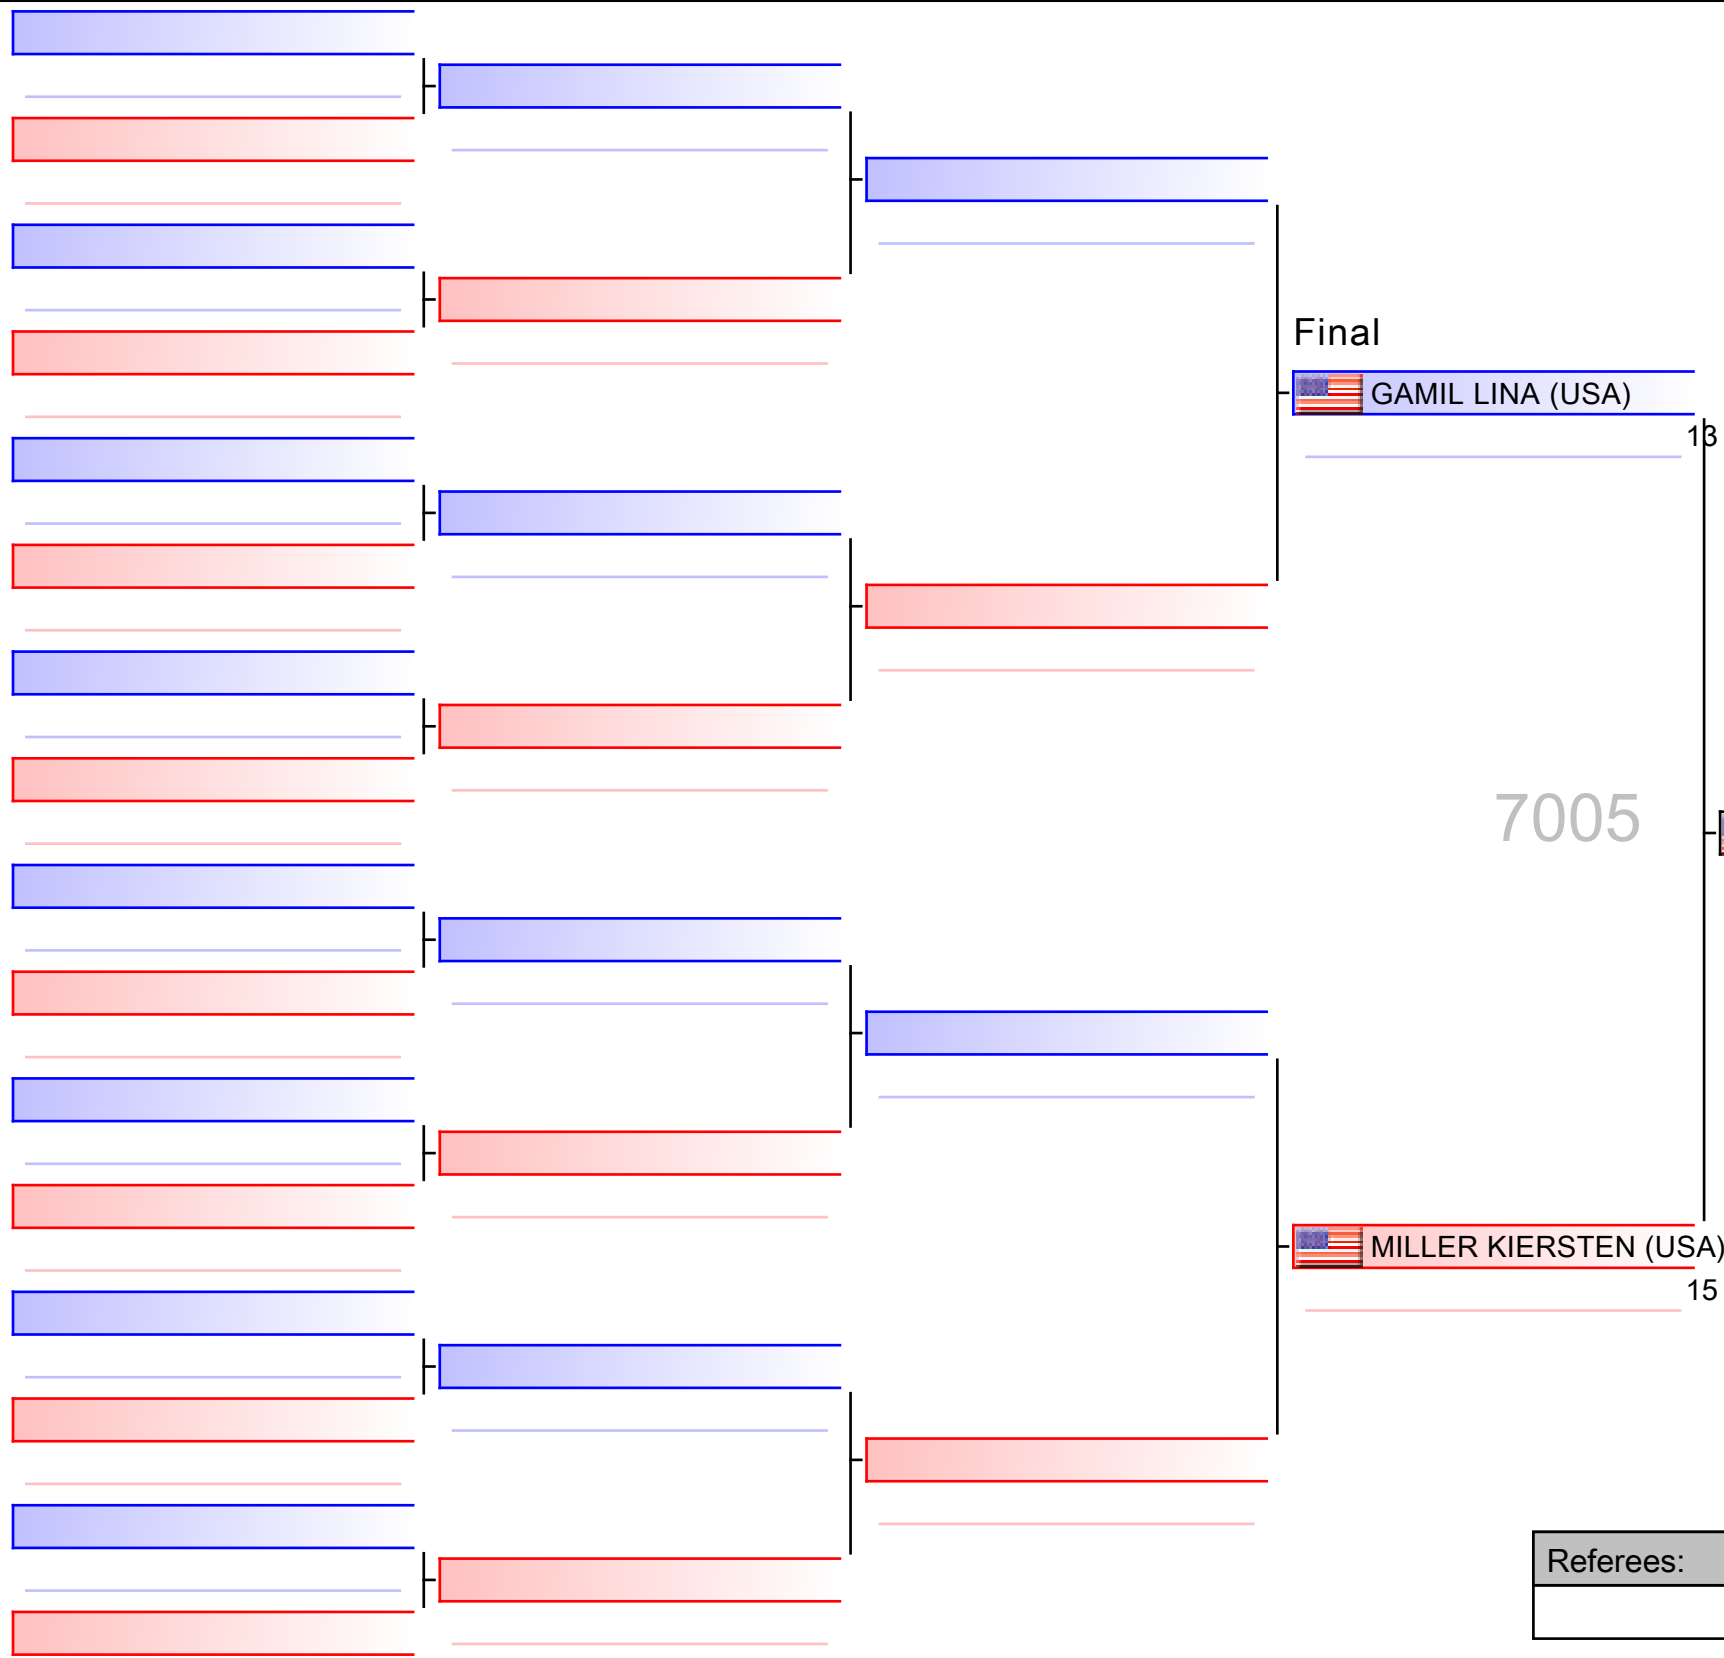 Final
GAMIL LINA (USA)
13
7005
MILLER KIERSTEN (USA)
15
Referees: